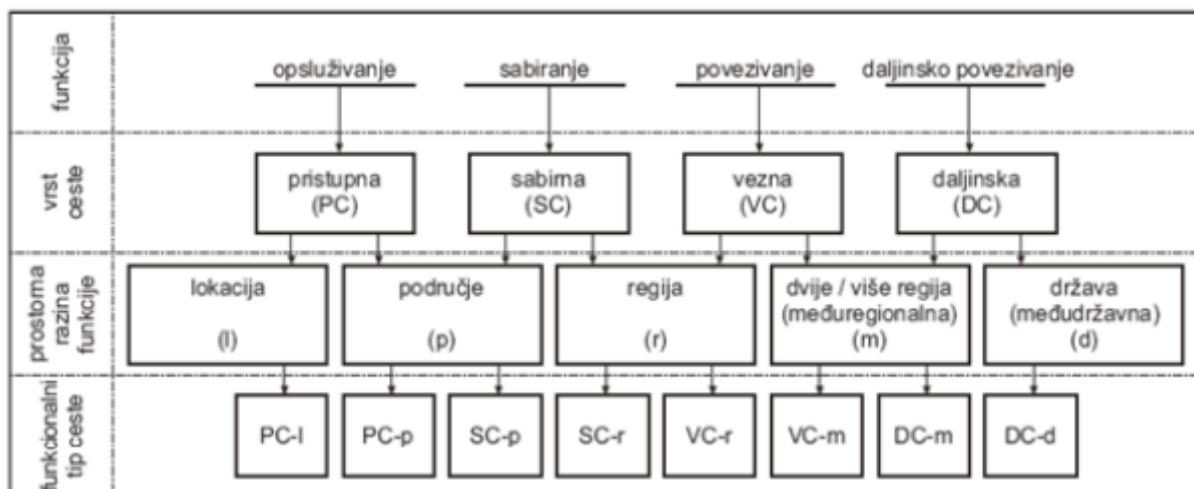 funkcija
opsluživanje
sabiranje
povezivanje
daljinsko povezivanje
vrst
ceste
pristupna
(PC)
sabirna
(SC)
vezna
(VC)
daljinska
(DC)
prostorna
razina
funkcije
lokacija
(l)
područje
(p)
regija
(r)
dvije / više regija
(međuregionalna)
(m)
država
(međudržavna)
(d)
funkcionalni
tip ceste
PC-l
PC-p
SC-p
SC-r
VC-r
VC-m
DC-m
DC-d